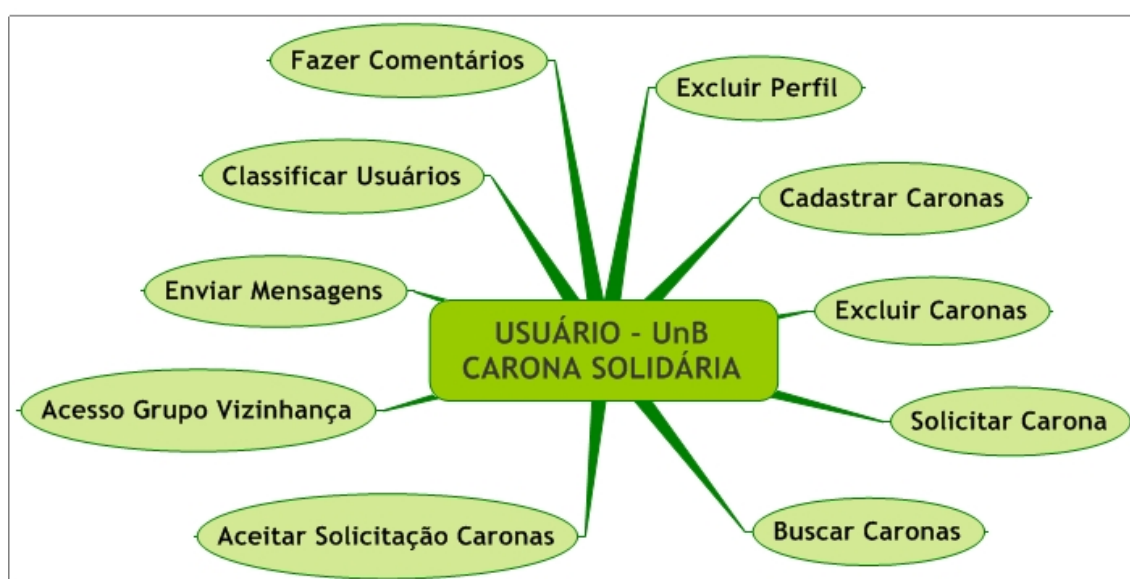 Fazer Comentários
Excluir Perfil
Classificar Usuários
Cadastrar Caronas
Enviar Mensagens
Excluir Caronas
USUÁRIO - UnB
CARONA SOLIDÁRIA
Acesso Grupo Vizinhança
Solicitar Carona
Aceitar Solicitação Caronas
Buscar Caronas